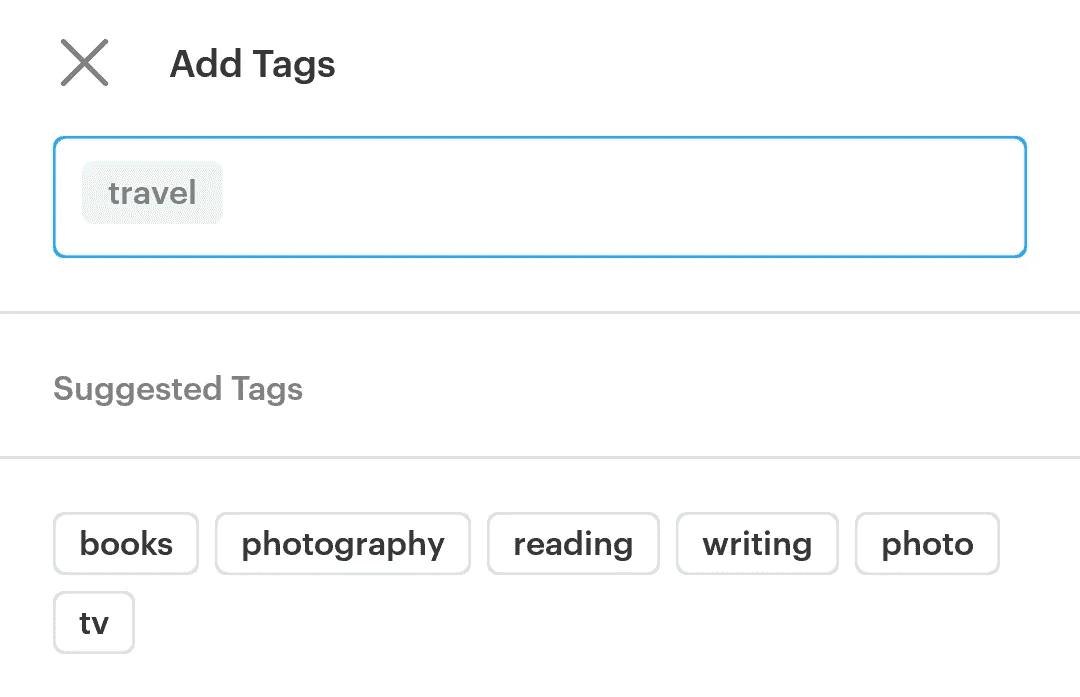 Add Tags
travel
Suggested Tags
books photography reading writing photo
tv